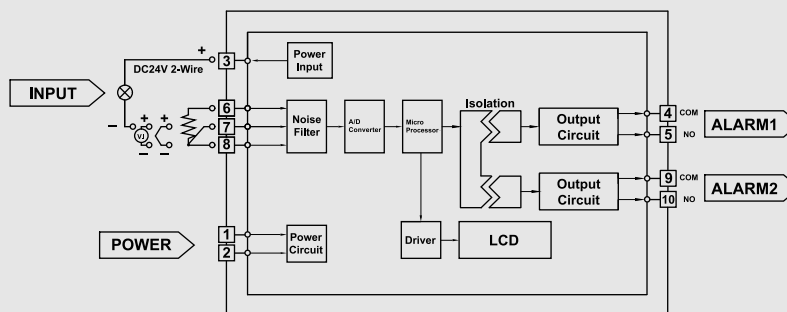 INPUT
DC24V 2-Wire
+
3
Power
Input
−
+
+
−
−
6
7
8
Noise
Filter
A/D
Converter
Micro
Processor
Isolation
Output
Circuit
4
COM
5
NO
ALARM1
Output
Circuit
9
COM
10
NO
ALARM2
POWER
1
2
Power
Circuit
Driver
LCD